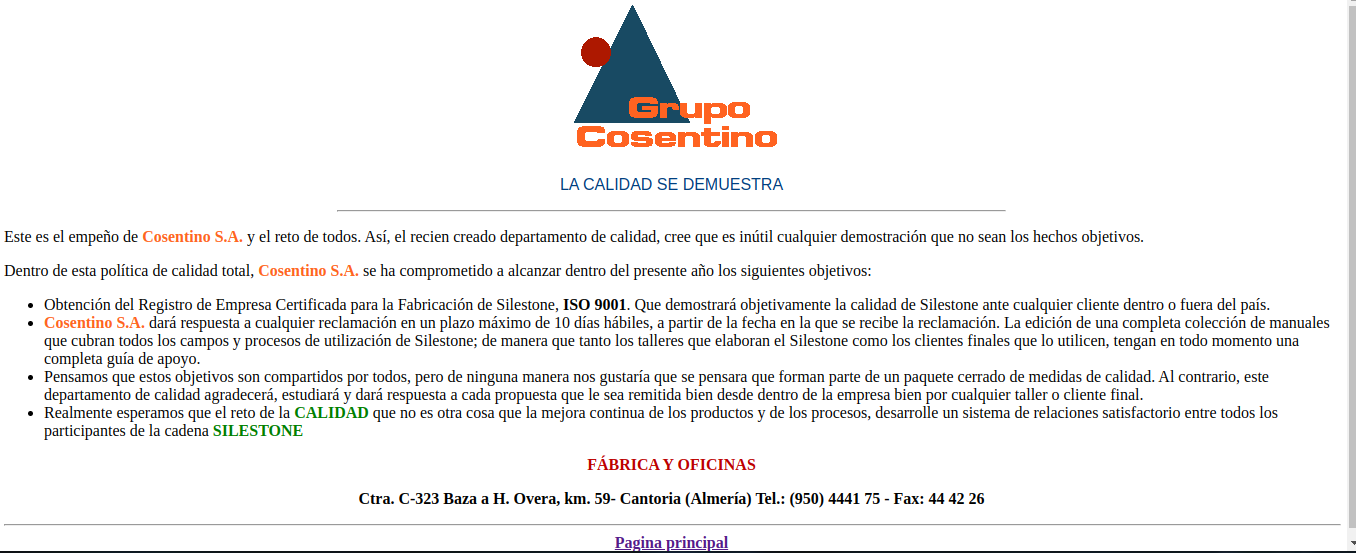 Grupo
Cosentino
LA CALIDAD SE DEMUESTRA
Este es el empeño de Cosentino S.A. y el reto de todos. Así, el recien creado departamento de calidad, cree que es inútil cualquier demostración que no sean los hechos objetivos.
Dentro de esta política de calidad total, Cosentino S.A. se ha comprometido a alcanzar dentro del presente año los siguientes objetivos:
• Obtención del Registro de Empresa Certificada para la Fabricación de Silestone, ISO 9001. Que demostrará objetivamente la calidad de Silestone ante cualquier cliente dentro o fuera del país.
• Cosentino S.A. dará respuesta a cualquier reclamación en un plazo máximo de 10 días hábiles, a partir de la fecha en la que se recibe la reclamación. La edición de una completa colección de manuales
que cubran todos los campos y procesos de utilización de Silestone; de manera que tanto los talleres que elaboran el Silestone como los clientes finales que lo utilicen, tengan en todo momento una
completa guía de apoyo.
• Pensamos que estos objetivos son compartidos por todos, pero de ninguna manera nos gustaría que se pensara que forman parte de un paquete cerrado de medidas de calidad. Al contrario, este
departamento de calidad agradecerá, estudiará y dará respuesta a cada propuesta que le sea remitida bien desde dentro de la empresa bien por cualquier taller o cliente final.
• Realmente esperamos que el reto de la CALIDAD que no es otra cosa que la mejora continua de los productos y de los procesos, desarrolle un sistema de relaciones satisfactorio entre todos los
participantes de la cadena SILESTONE
FÁBRICA Y OFICINAS
Ctra. C-323 Baza a H. Overa, km. 59- Cantoria (Almería) Tel.: (950) 4441 75 - Fax: 44 42 26
Pagina principal